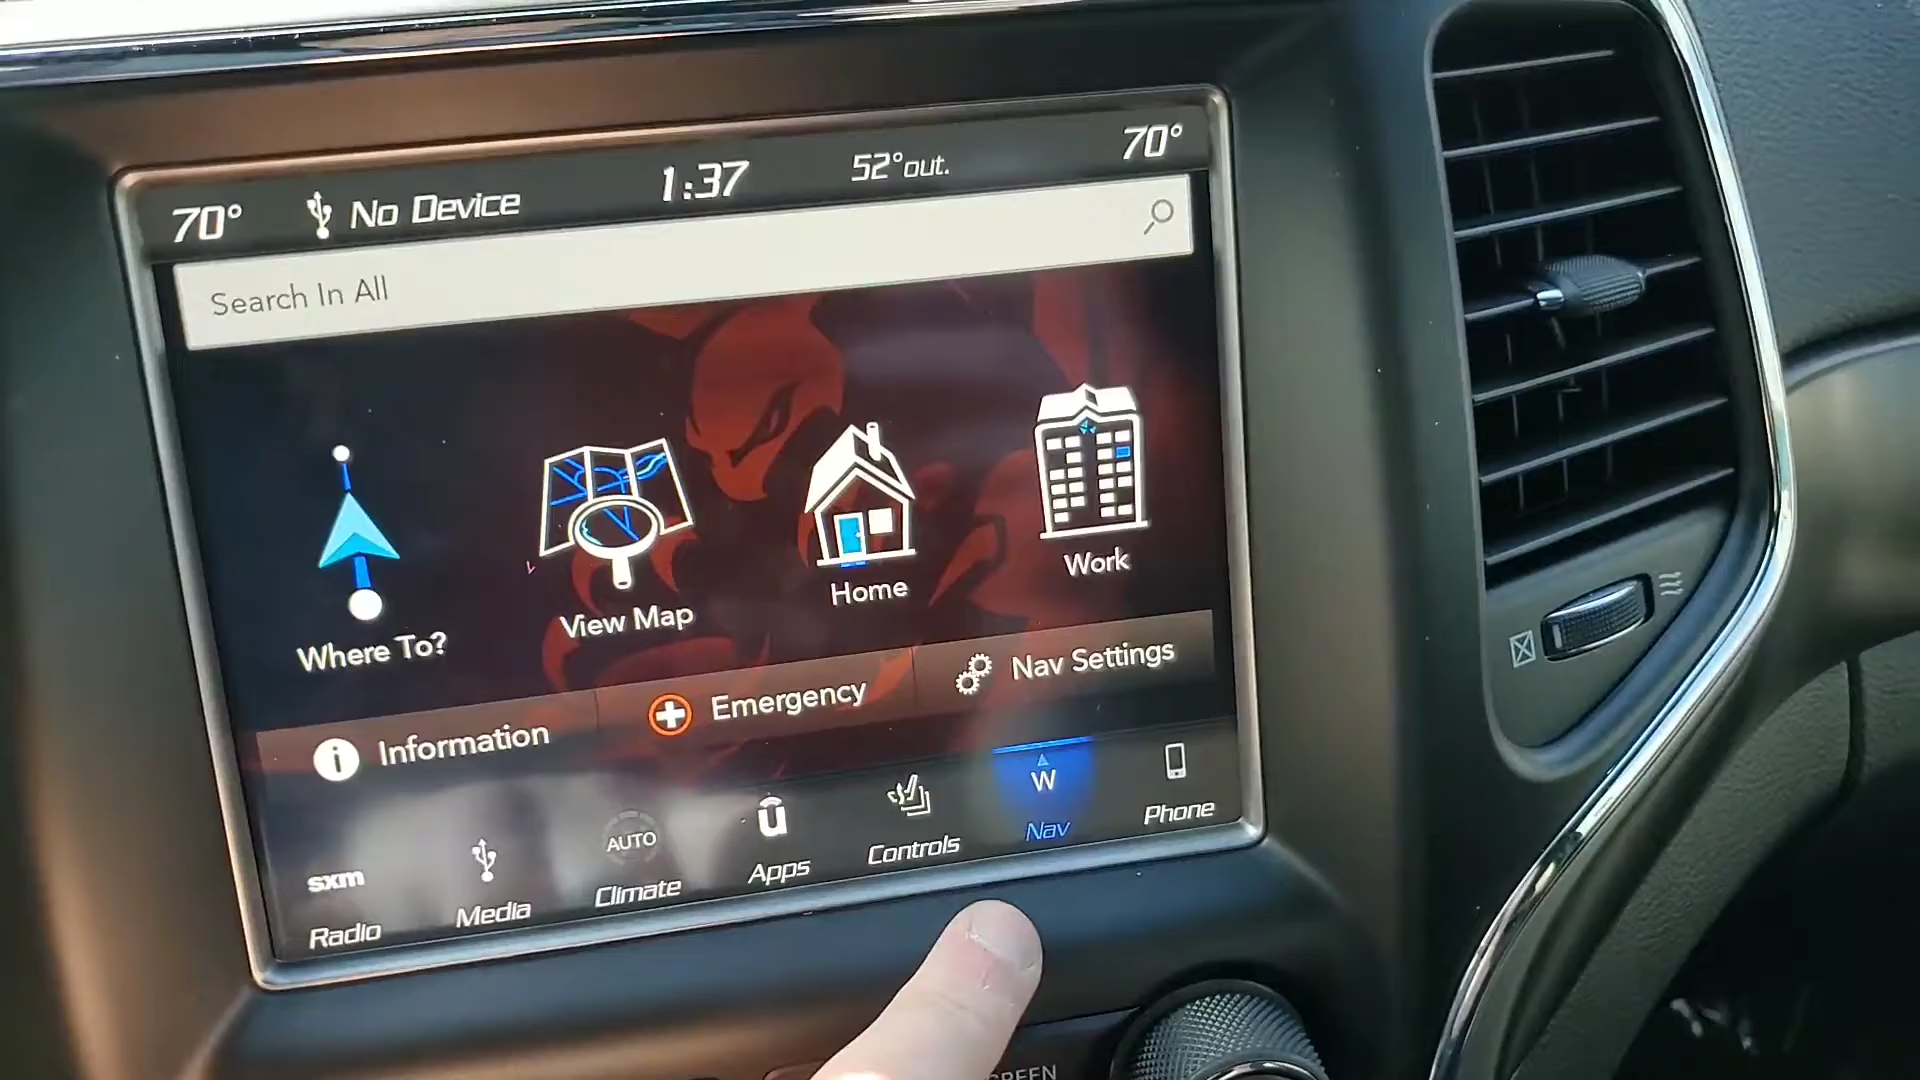 70° No Device 1:37 52° out. 70°
Search In All
Where To? View Map Home Work
Information Emergency Nav Settings
sxm AUTO W
Radio Media Climate Apps Controls Nav Phone